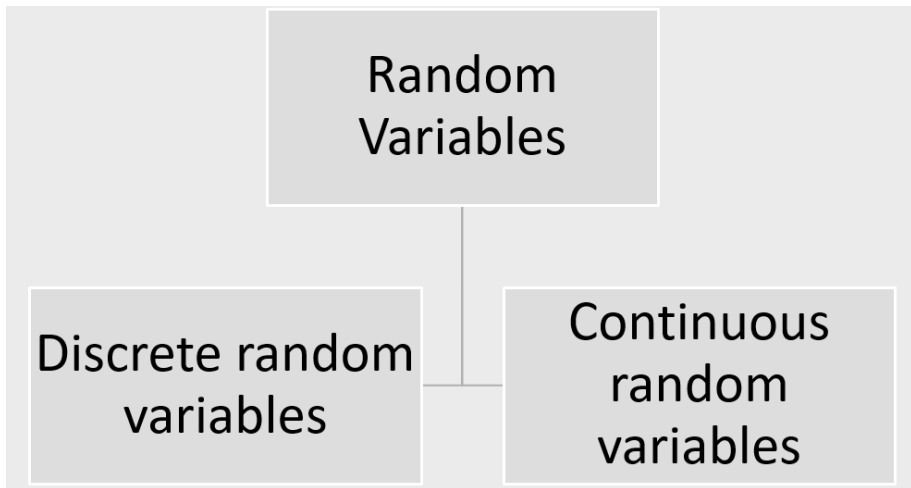 Random
Variables
Discrete random
variables
Continuous
random
variables